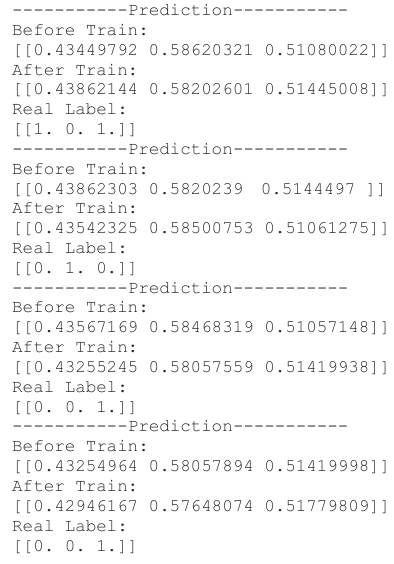 -----------Prediction-----------
Before Train:
[[0.43449792 0.58620321 0.51080022]]
After Train:
[[0.43862144 0.58202601 0.51445008]]
Real Label:
[[1. 0. 1.]]
-----------Prediction-----------
Before Train:
[[0.43862303 0.5820239  0.5144497 ]]
After Train:
[[0.43542325 0.58500753 0.51061275]]
Real Label:
[[0. 1. 0.]]
-----------Prediction-----------
Before Train:
[[0.43567169 0.58468319 0.51057148]]
After Train:
[[0.43255245 0.58057559 0.51419938]]
Real Label:
[[0. 0. 1.]]
-----------Prediction-----------
Before Train:
[[0.43254964 0.58057894 0.51419998]]
After Train:
[[0.42946167 0.57648074 0.51779809]]
Real Label:
[[0. 0. 1.]]